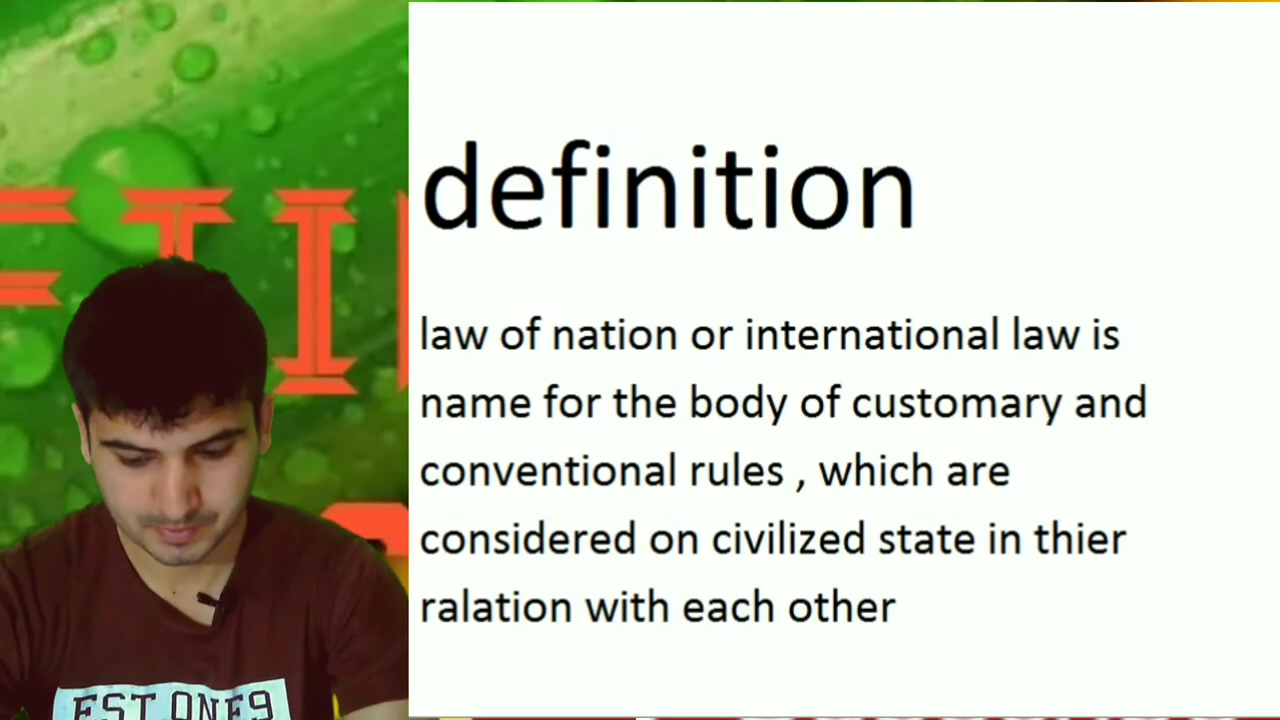 definition
law of nation or international law is
name for the body of customary and
conventional rules , which are
considered on civilized state in thier
ralation with each other
EST.ONE9